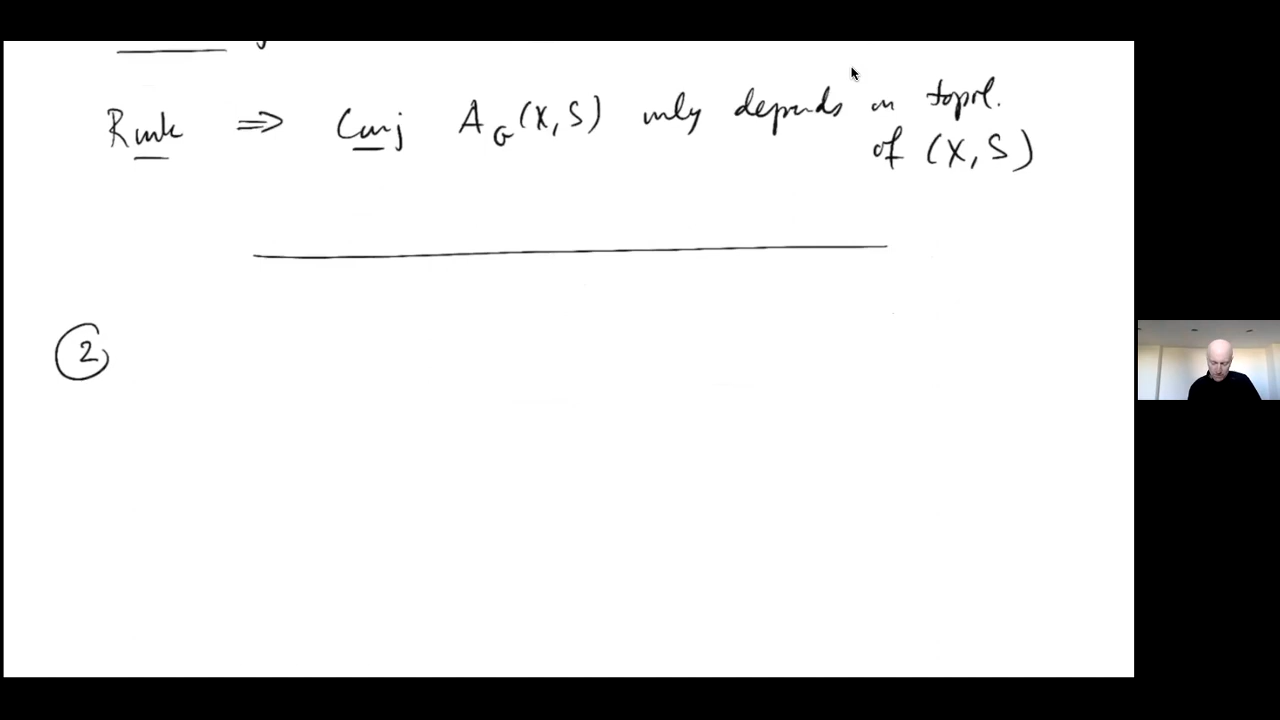 Rmk ⇒ Conj A_G(X, S) only depends on topol.
of (X, S)
②